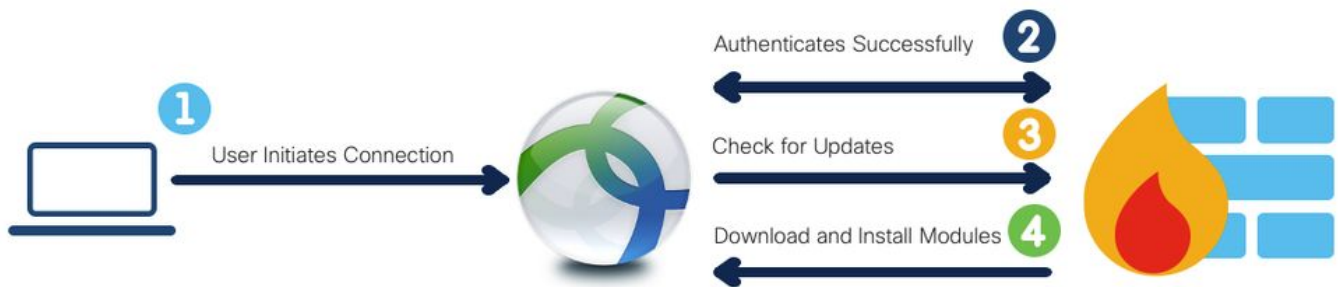 1
User Initiates Connection
Authenticates Successfully 2
Check for Updates 3
Download and Install Modules 4